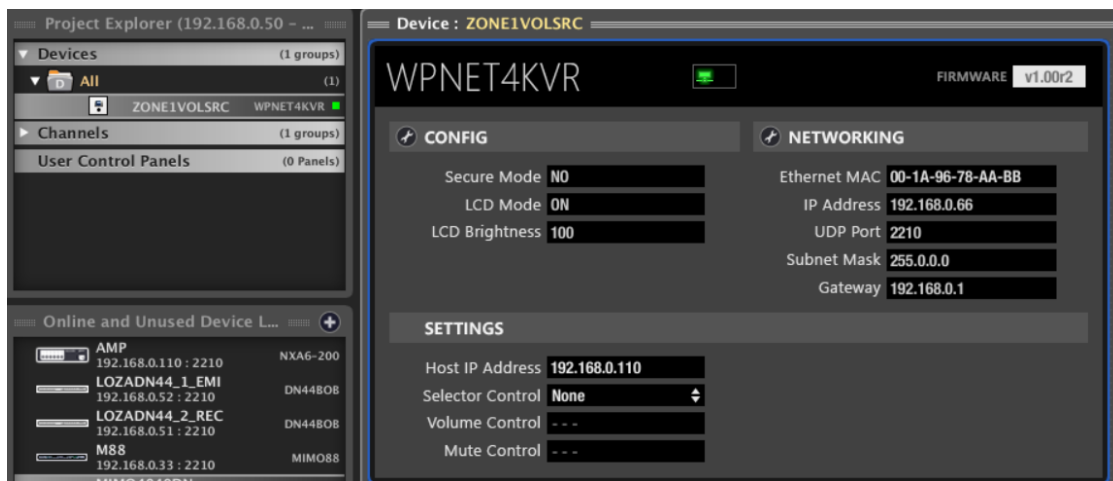 Project Explorer (192.168.0.50 – ...
Devices (1 groups)
All (1)
ZONE1VOLSRC WPNET4KVR
Channels (1 groups)
User Control Panels (0 Panels)
Online and Unused Device L...
AMP
192.168.0.110 : 2210 NXA6-200
LOZADN44_1_EMI
192.168.0.52 : 2210 DN44BOB
LOZADN44_2_REC
192.168.0.51 : 2210 DN44BOB
M88
192.168.0.33 : 2210 MIMO88
Device : ZONE1VOLSRC
WPNET4KVR
FIRMWARE v1.00r2
CONFIG
Secure Mode NO
LCD Mode ON
LCD Brightness 100
NETWORKING
Ethernet MAC 00-1A-96-78-AA-BB
IP Address 192.168.0.66
UDP Port 2210
Subnet Mask 255.0.0.0
Gateway 192.168.0.1
SETTINGS
Host IP Address 192.168.0.110
Selector Control None
Volume Control - - -
Mute Control - - -